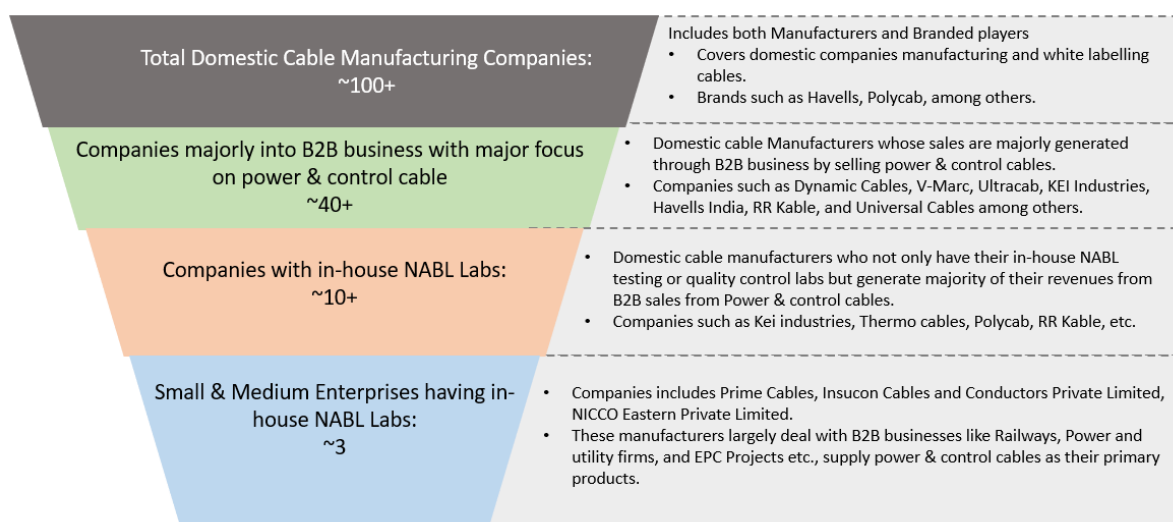 Total Domestic Cable Manufacturing Companies:
~100+
Includes both Manufacturers and Branded players
• Covers domestic companies manufacturing and white labelling
cables.
• Brands such as Havells, Polycab, among others.
Companies majorly into B2B business with major focus
on power & control cable
~40+
• Domestic cable Manufacturers whose sales are majorly generated
through B2B business by selling power & control cables.
• Companies such as Dynamic Cables, V-Marc, Ultracab, KEI Industries,
Havells India, RR Kable, and Universal Cables among others.
Companies with in-house NABL Labs:
~10+
• Domestic cable manufacturers who not only have their in-house NABL
testing or quality control labs but generate majority of their revenues from
B2B sales from Power & control cables.
• Companies such as Kei industries, Thermo cables, Polycab, RR Kable, etc.
Small & Medium Enterprises having in-
house NABL Labs:
~3
• Companies includes Prime Cables, Insucon Cables and Conductors Private Limited,
NICCO Eastern Private Limited.
• These manufacturers largely deal with B2B businesses like Railways, Power and
utility firms, and EPC Projects etc., supply power & control cables as their primary
products.